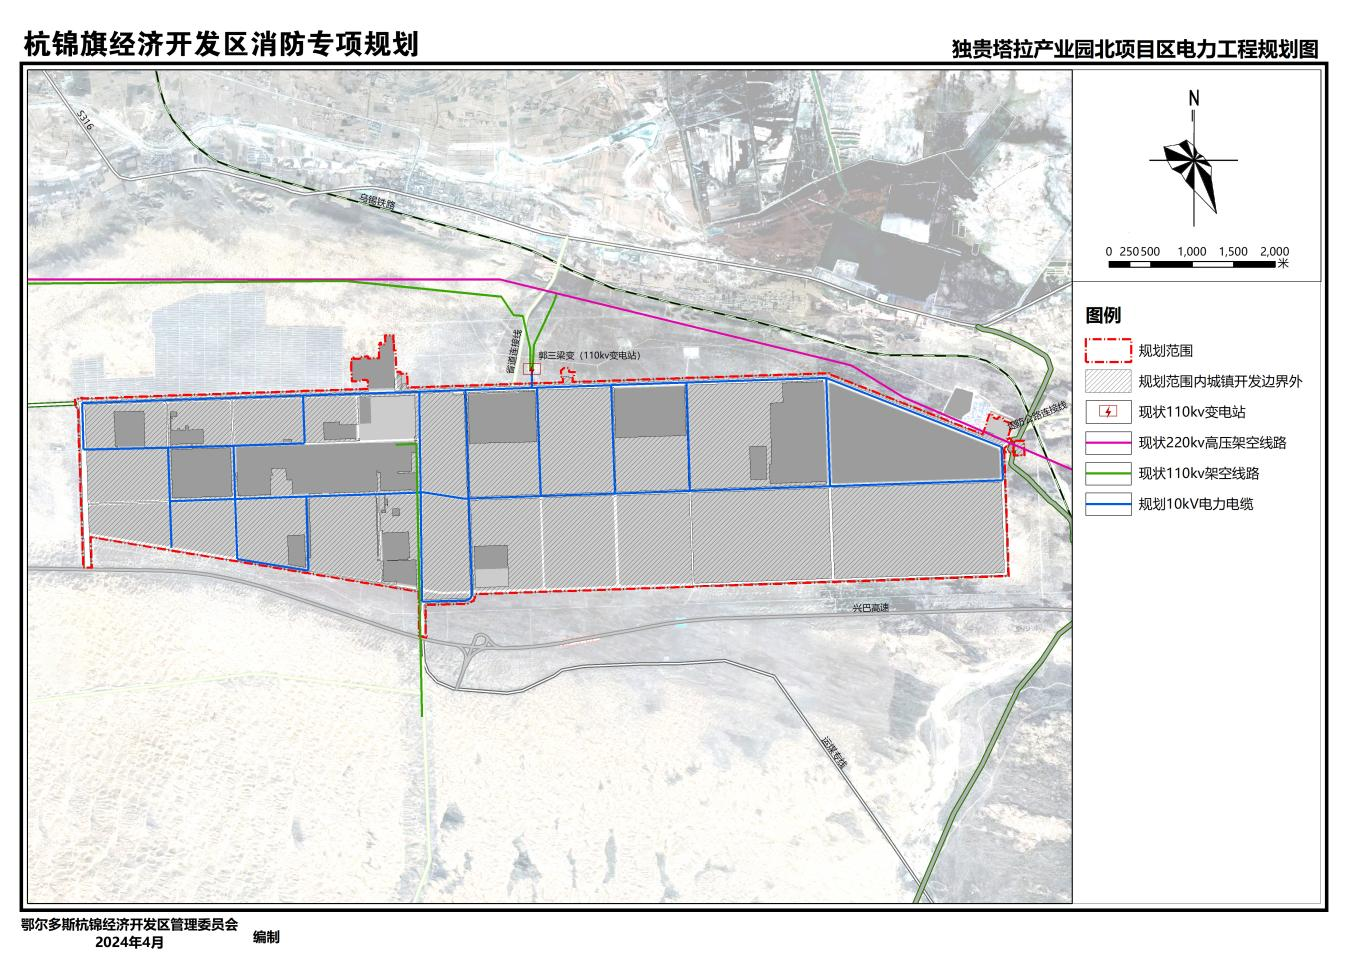 杭锦旗经济开发区消防专项规划
独贵塔拉产业园北项目区电力工程规划图
S316
乌锡铁路
省道连接线
郭三梁变（110kv变电站）
兴巴高速
运煤专线
N
0 250 500 1,000 1,500 2,000
米
图例
规划范围
规划范围内城镇开发边界外
现状110kv变电站
现状220kv高压架空线路
现状110kv架空线路
规划10kV电力电缆
鄂尔多斯杭锦经济开发区管理委员会
2024年4月
编制